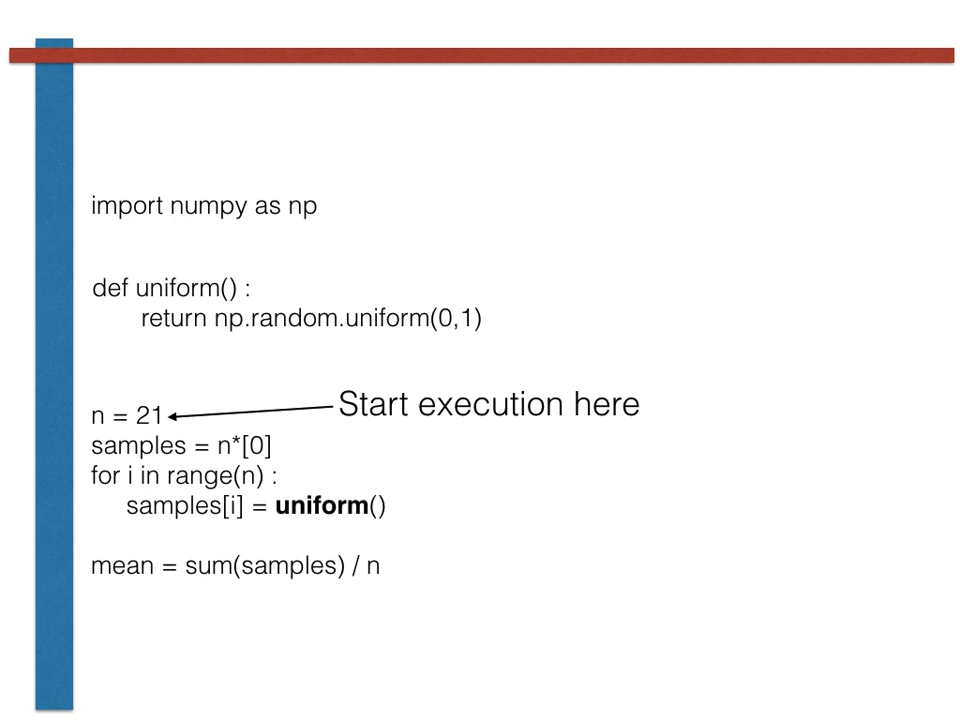 import numpy as np
def uniform() :
return np.random.uniform(0,1)
Start execution here
n = 21
samples = n*[0]
for i in range(n) :
samples[i] = uniform()
mean = sum(samples) / n